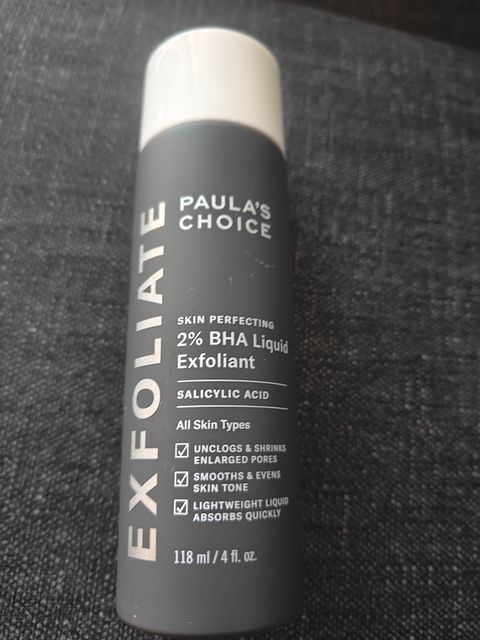 EXFOLIATE
PAULA'S
CHOICE
SKIN PERFECTING
2% BHA Liquid
Exfoliant
SALICYLIC ACID
All Skin Types
UNCLOGS & SHRINKS
ENLARGED PORES
SMOOTHS & EVENS
SKIN TONE
LIGHTWEIGHT LIQUID
ABSORBS QUICKLY
118 ml / 4 fl. oz.